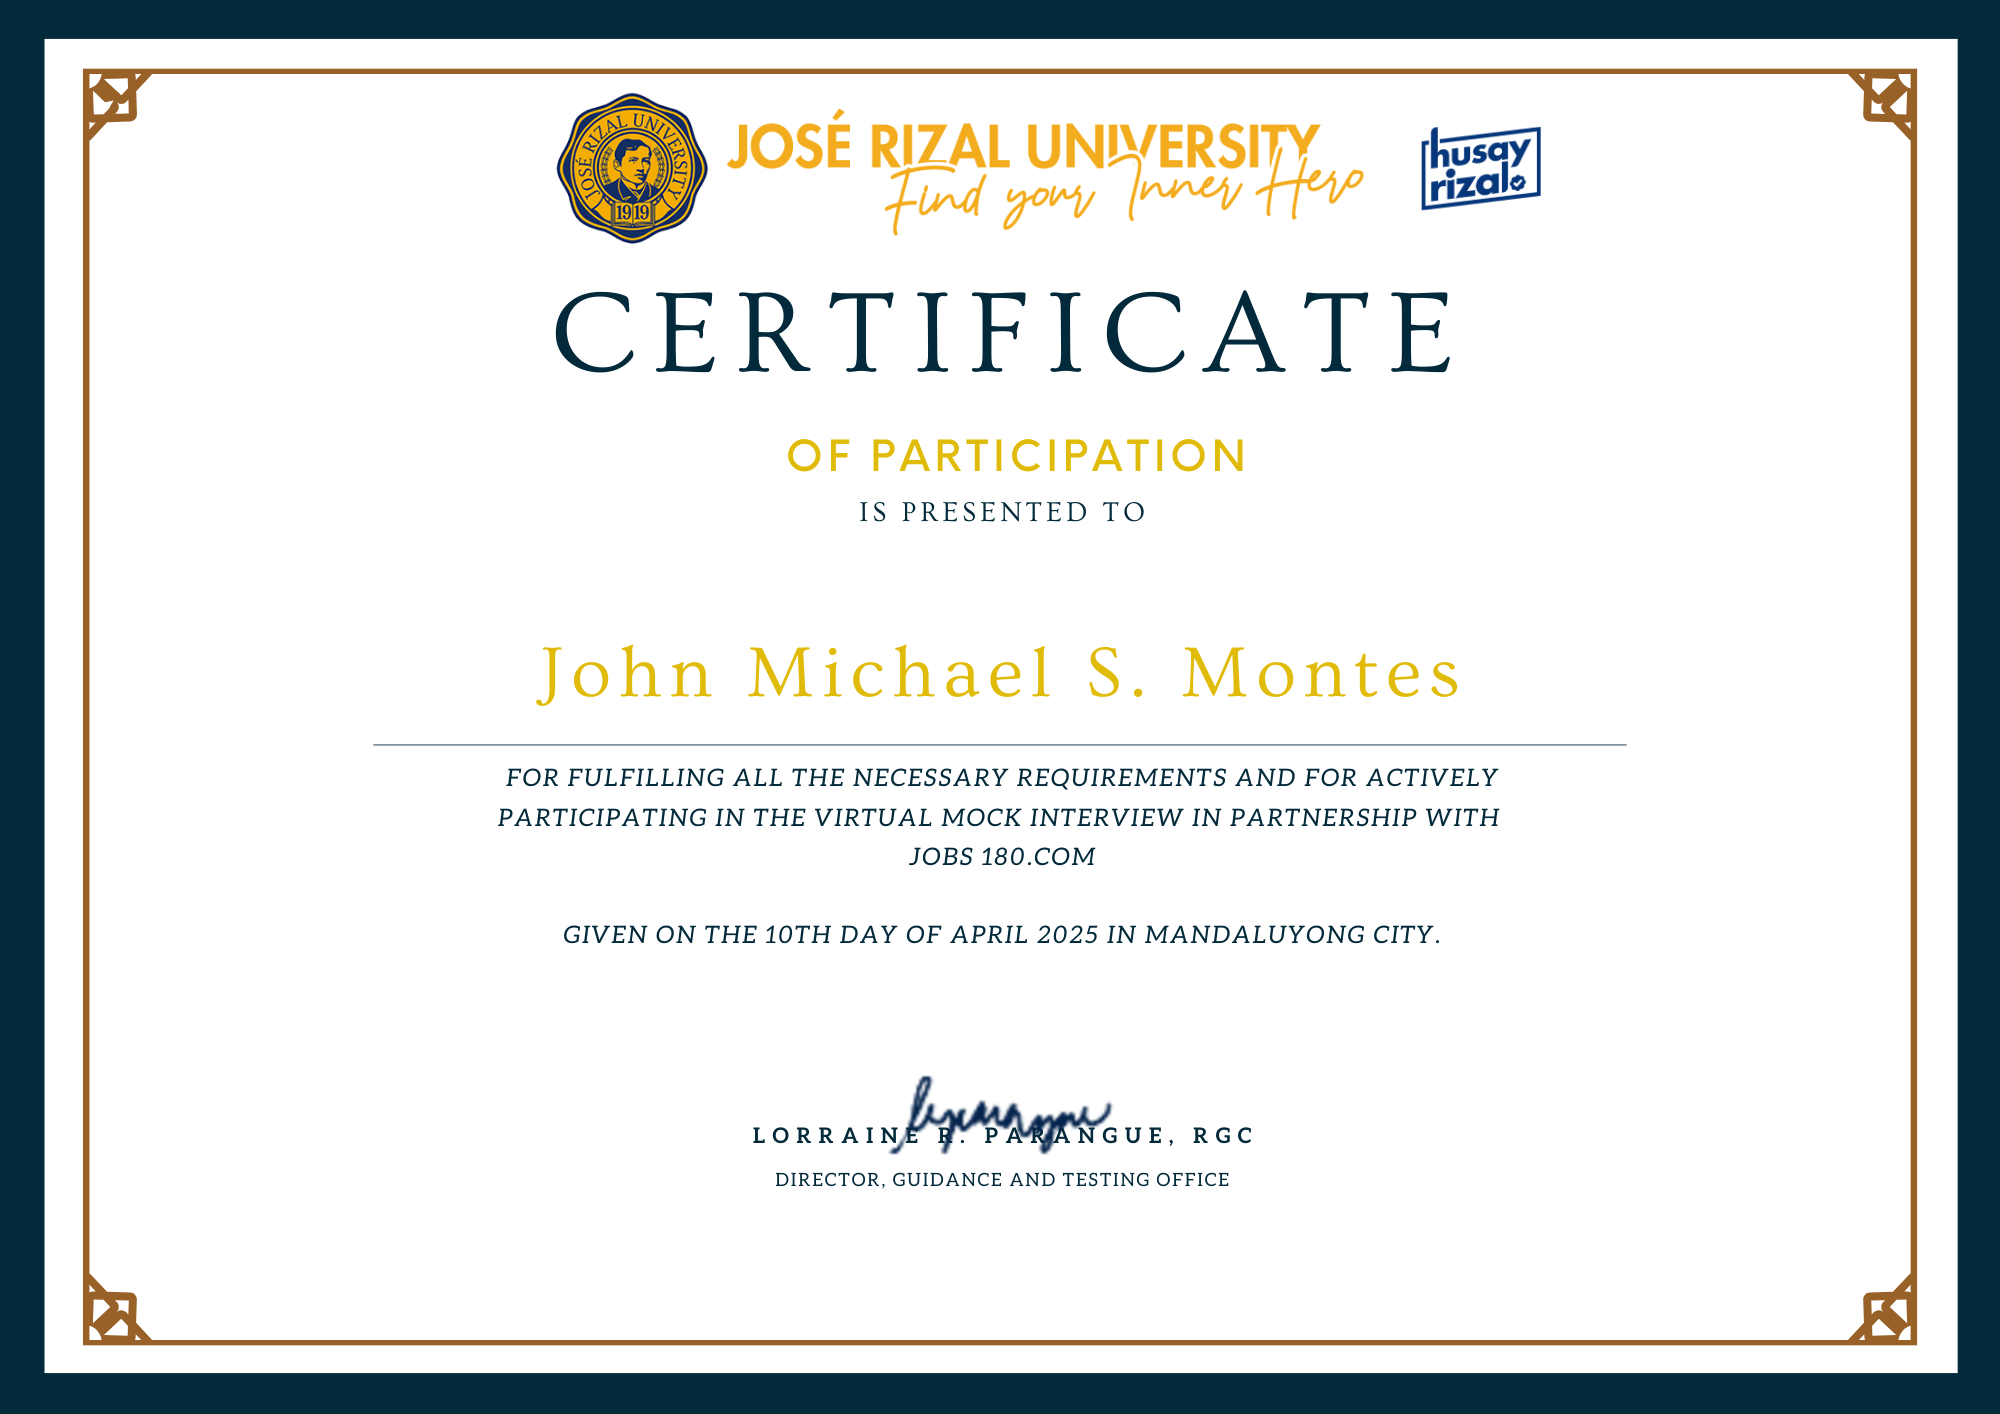 JOSÉ RIZAL UNIVERSITY
1919
JOSÉ RIZAL UNIVERSITY
Find your Inner Hero
husay
rizal
CERTIFICATE
OF PARTICIPATION
IS PRESENTED TO
John Michael S. Montes
FOR FULFILLING ALL THE NECESSARY REQUIREMENTS AND FOR ACTIVELY
PARTICIPATING IN THE VIRTUAL MOCK INTERVIEW IN PARTNERSHIP WITH
JOBS 180.COM
GIVEN ON THE 10TH DAY OF APRIL 2025 IN MANDALUYONG CITY.
LORRAINE R. PARANGUE, RGC
DIRECTOR, GUIDANCE AND TESTING OFFICE